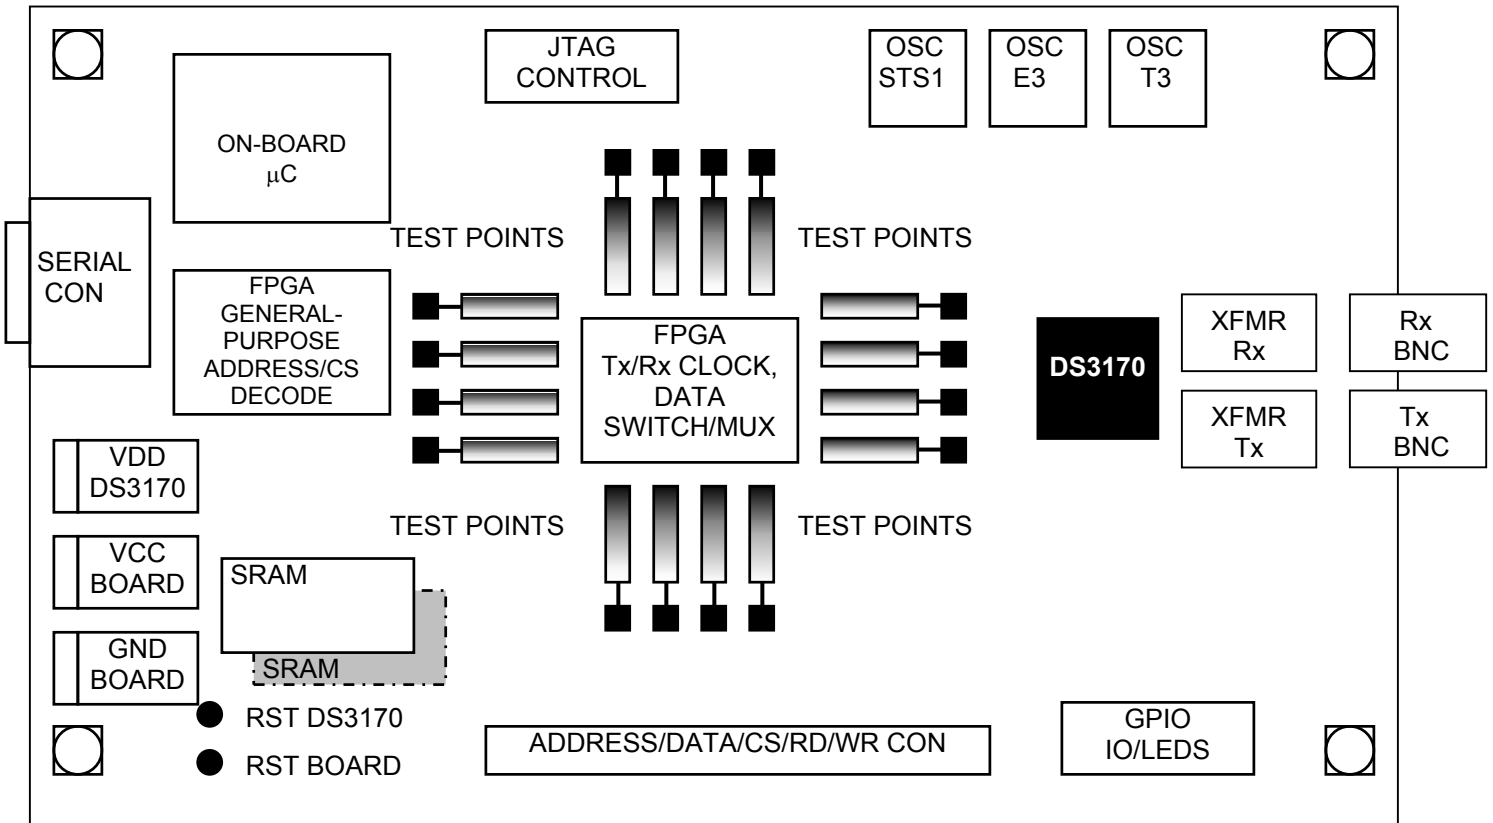 JTAG
CONTROL
OSC
STS1
OSC
E3
OSC
T3
ON-BOARD
μC
TEST POINTS
TEST POINTS
SERIAL
CON
FPGA
GENERAL-
PURPOSE
ADDRESS/CS
DECODE
FPGA
Tx/Rx CLOCK,
DATA
SWITCH/MUX
DS3170
XFMR
Rx
Rx
BNC
XFMR
Tx
Tx
BNC
VDD
DS3170
TEST POINTS
TEST POINTS
VCC
BOARD
SRAM
SRAM
GND
BOARD
RST DS3170
RST BOARD
ADDRESS/DATA/CS/RD/WR CON
GPIO
IO/LEDS